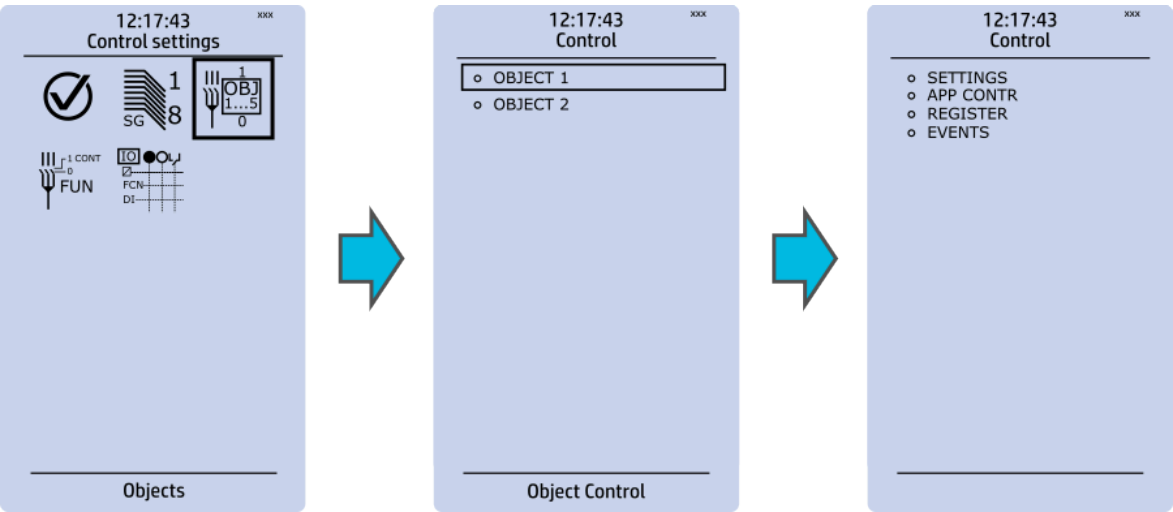 12:17:43 xxx
Control settings
1
SG 8
1
OBJ
1...5
0
1 CONT
0
FUN
IO
FCN
DI
Objects
12:17:43 xxx
Control
OBJECT 1
OBJECT 2
Object Control
12:17:43 xxx
Control
SETTINGS
APP CONTR
REGISTER
EVENTS